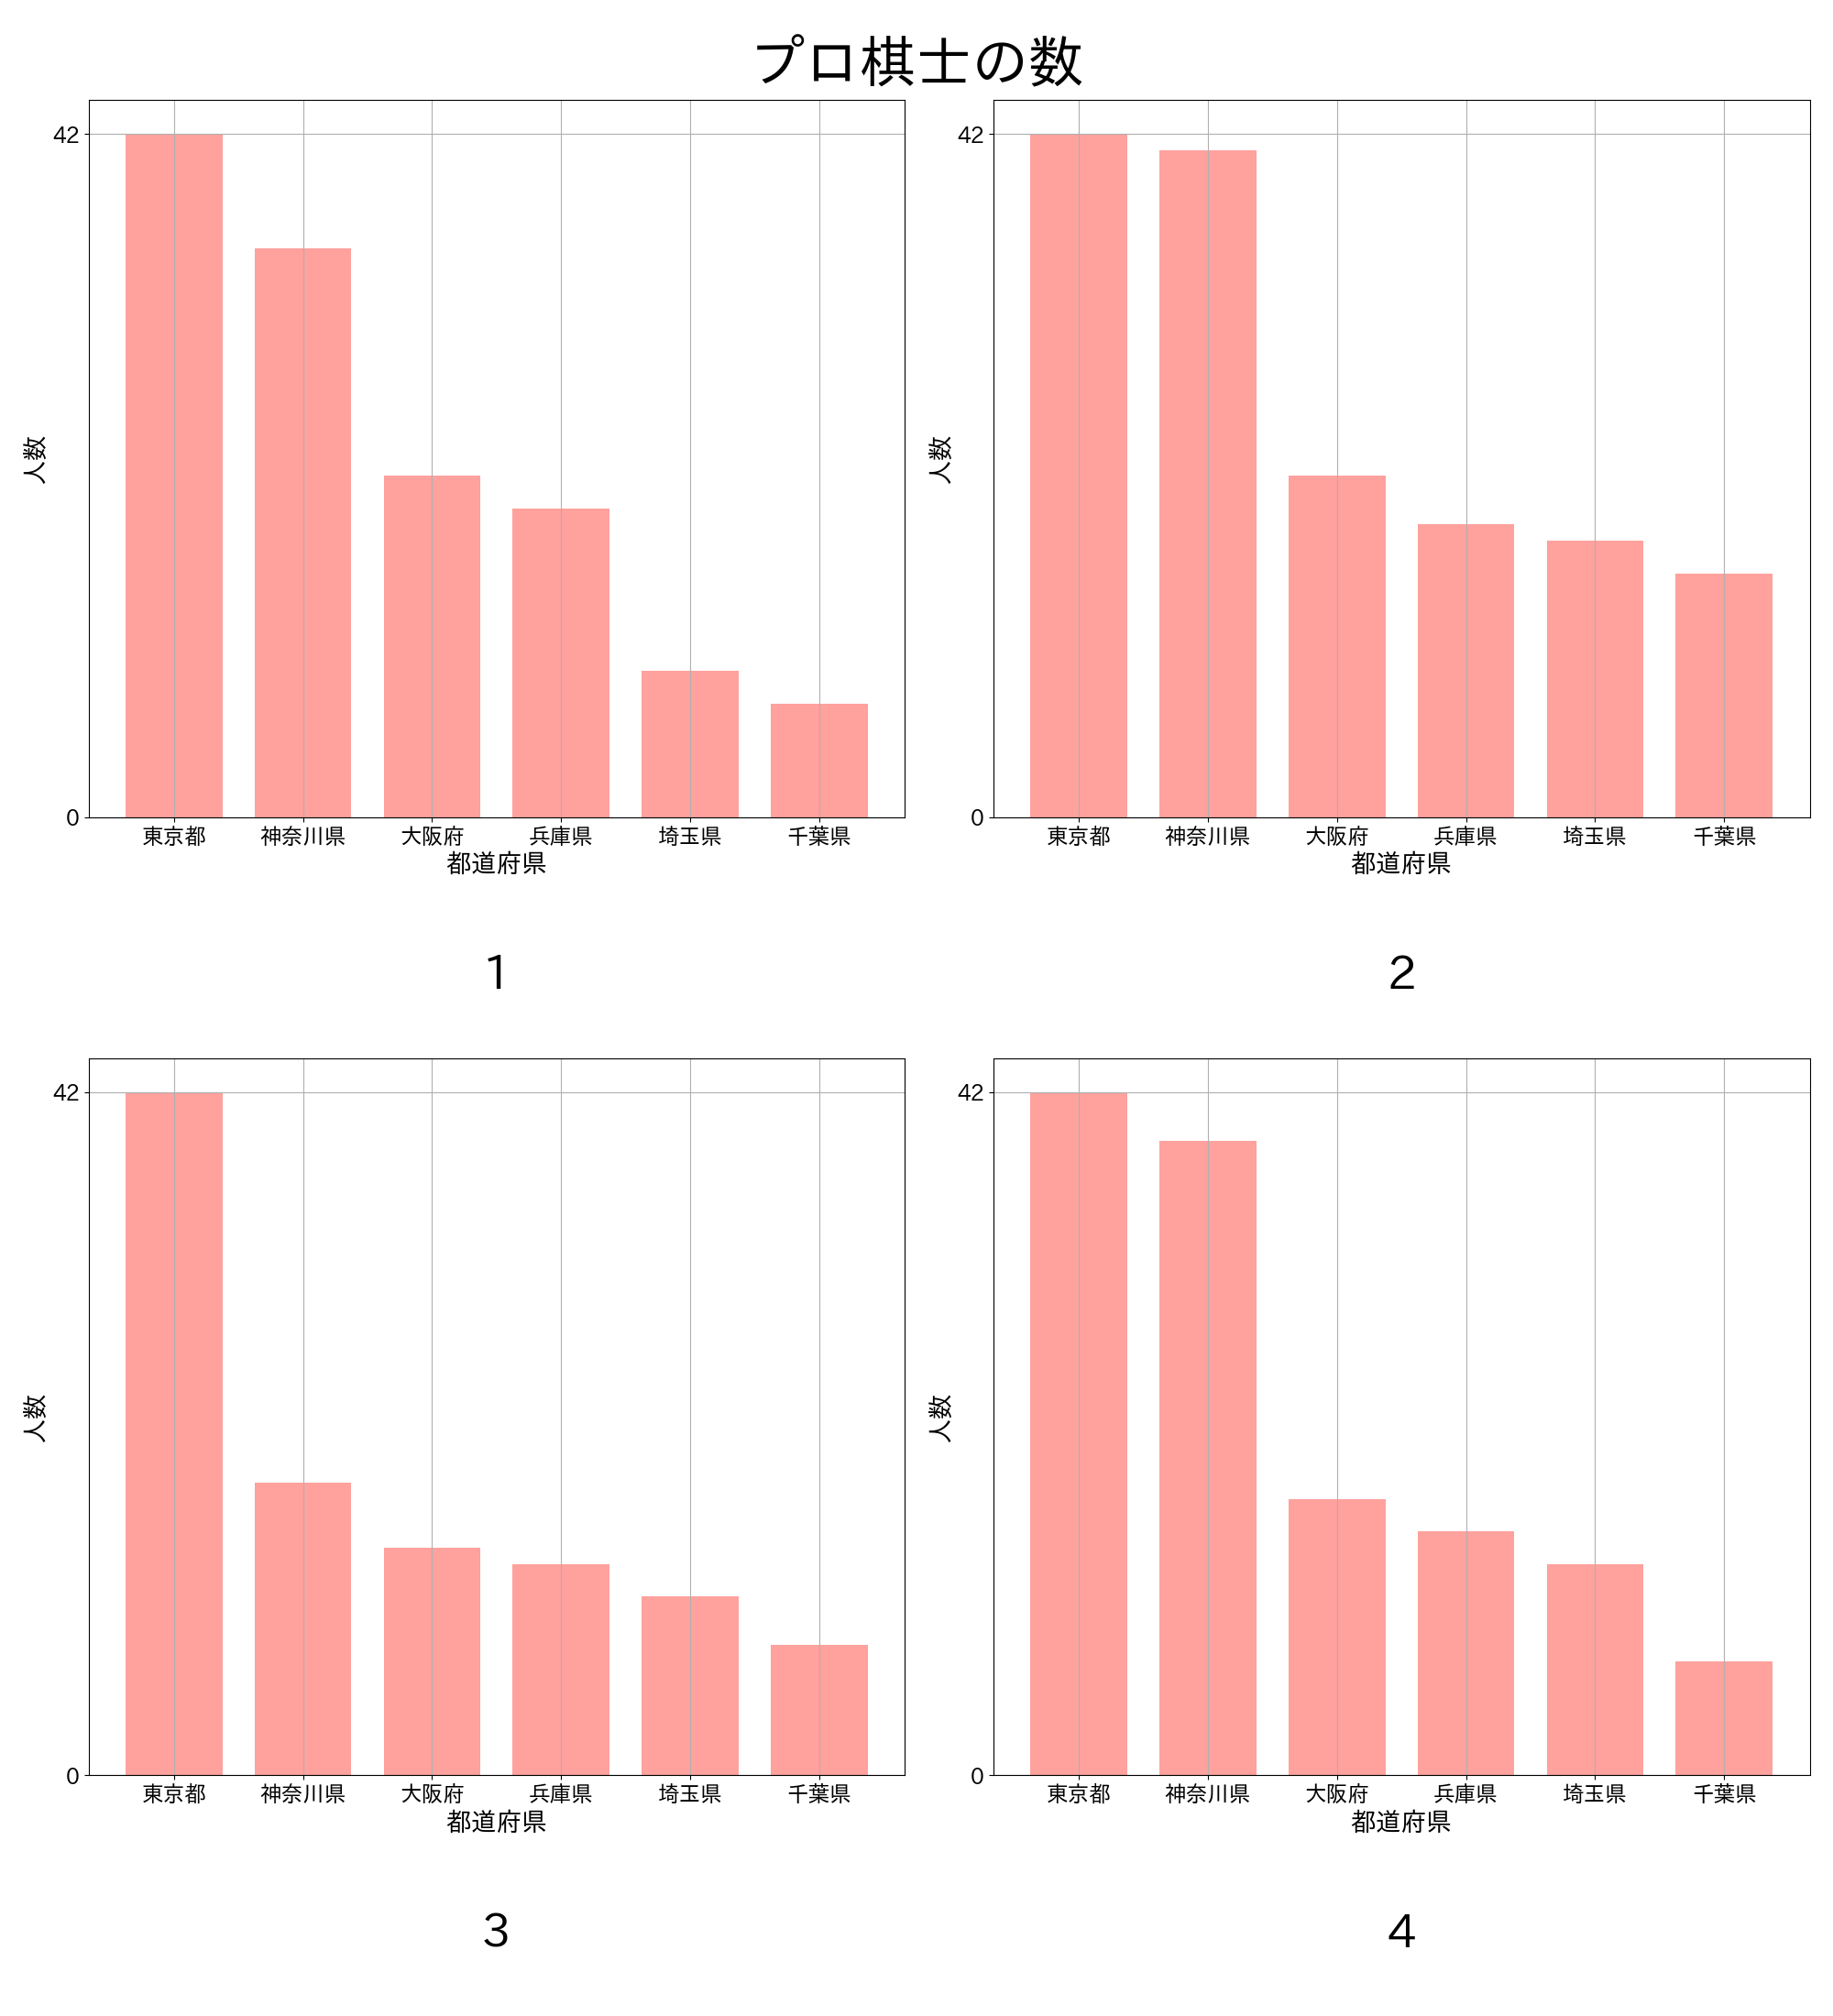 プロ棋士の数
42
人数
0
東京都 神奈川県 大阪府 兵庫県 埼玉県 千葉県
都道府県
1
42
人数
0
東京都 神奈川県 大阪府 兵庫県 埼玉県 千葉県
都道府県
2
42
人数
0
東京都 神奈川県 大阪府 兵庫県 埼玉県 千葉県
都道府県
3
42
人数
0
東京都 神奈川県 大阪府 兵庫県 埼玉県 千葉県
都道府県
4